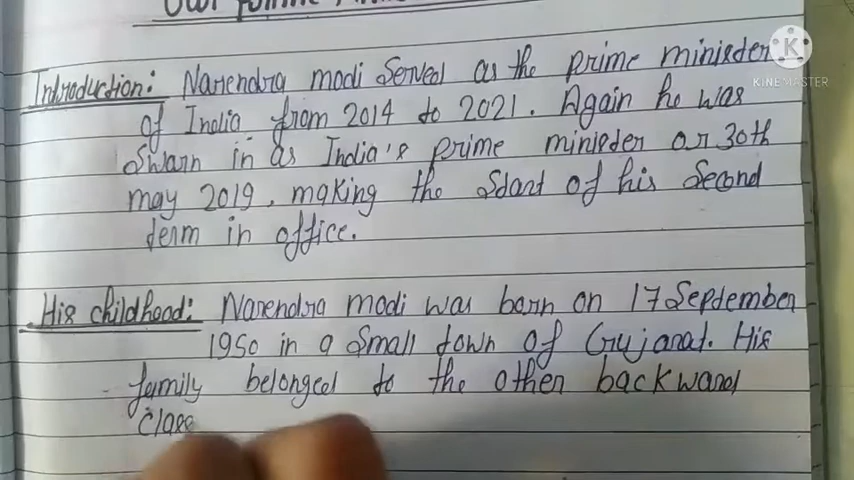 Introduction: Narendra modi Served as the prime minister
of India from 2014 to 2021. Again he was
Swarn in as India's prime minister on 30th
may 2019, making the Start of his Second
term in office.
His childhood: Narendra modi was born on 17 September
1950 in a Small town of Gujarat. His
family belonged to the other backward
class
KINEMASTER